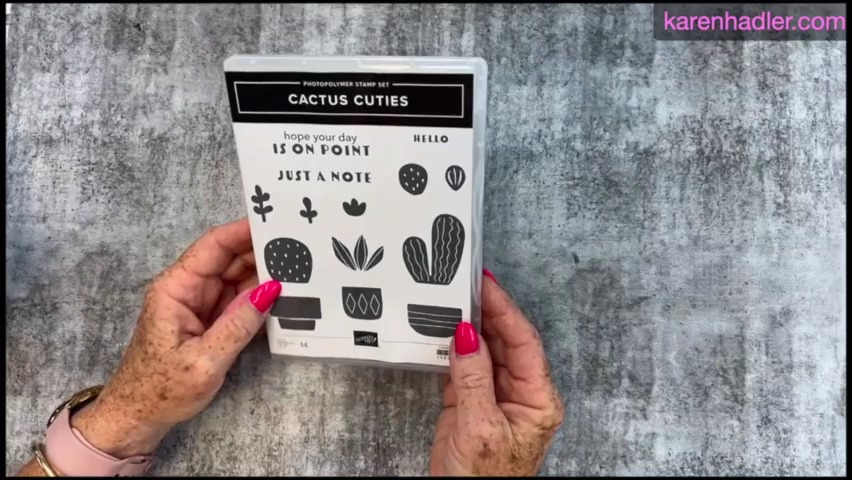 karenhadler.com
PHOTOPOLYMER STAMP SET
CACTUS CUTIES
hope your day
IS ON POINT
HELLO
JUST A NOTE
14